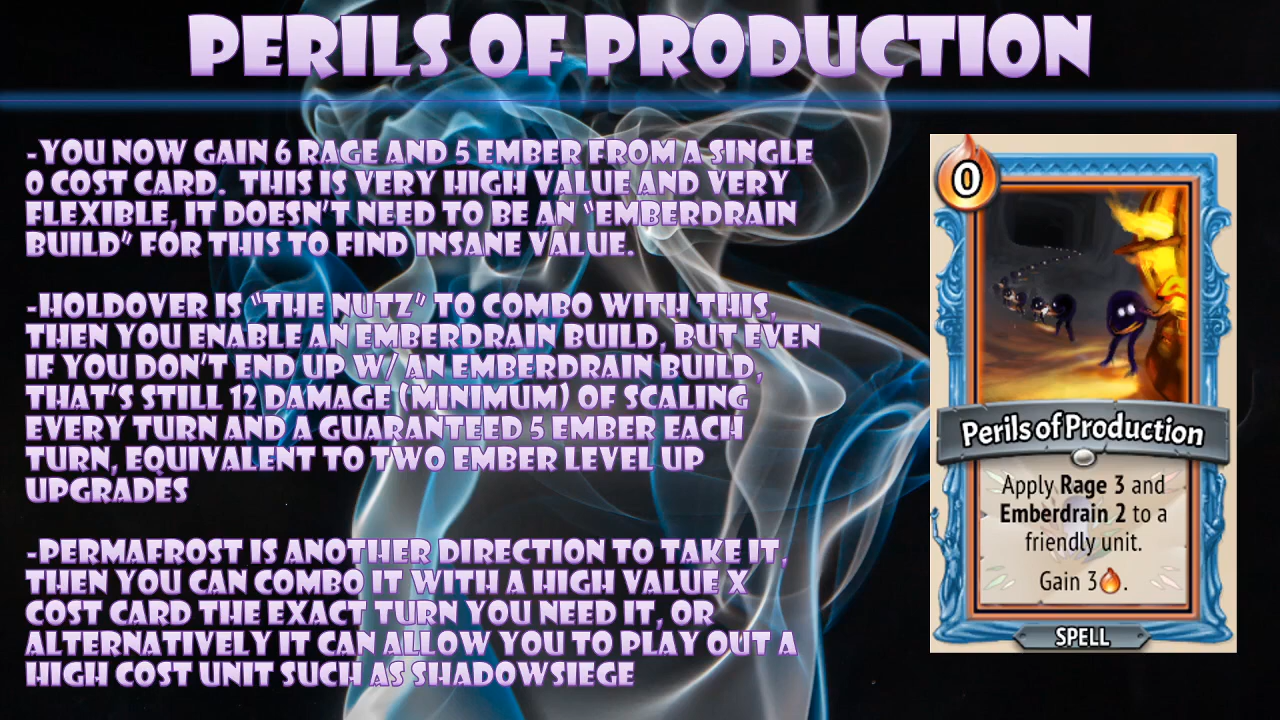 PERILS OF PRODUCTION
-YOU NOW GAIN 6 RAGE AND 5 EMBER FROM A SINGLE
0 COST CARD. THIS IS VERY HIGH VALUE AND VERY
FLEXIBLE, IT DOESN'T NEED TO BE AN "EMBERDRAIN
BUILD" FOR THIS TO FIND INSANE VALUE.
-HOLDOVER IS "THE NUTZ" TO COMBO WITH THIS,
THEN YOU ENABLE AN EMBERDRAIN BUILD, BUT EVEN
IF YOU DON'T END UP W/ AN EMBERDRAIN BUILD,
THAT'S STILL 12 DAMAGE (MINIMUM) OF SCALING
EVERY TURN AND A GUARANTEED 5 EMBER EACH
TURN, EQUIVALENT TO TWO EMBER LEVEL UP
UPGRADES
-PERMAFROST IS ANOTHER DIRECTION TO TAKE IT,
THEN YOU CAN COMBO IT WITH A HIGH VALUE X
COST CARD THE EXACT TURN YOU NEED IT, OR
ALTERNATIVELY IT CAN ALLOW YOU TO PLAY OUT A
HIGH COST UNIT SUCH AS SHADOWSIEGE
0
Perils of Production
Apply Rage 3 and
Emberdrain 2 to a
friendly unit.
Gain 3.
SPELL